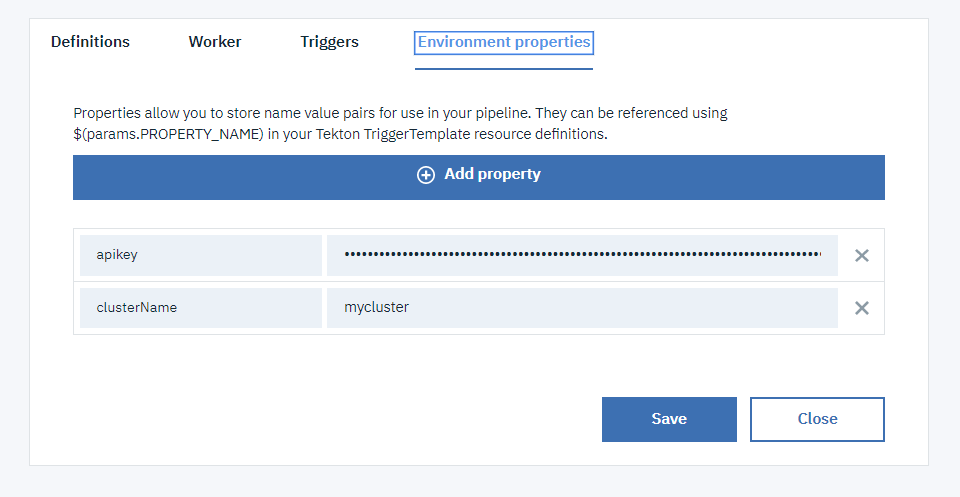 Definitions Worker Triggers Environment properties
Properties allow you to store name value pairs for use in your pipeline. They can be referenced using
$(params.PROPERTY_NAME) in your Tekton TriggerTemplate resource definitions.
Add property
apikey
clusterName mycluster
Save Close